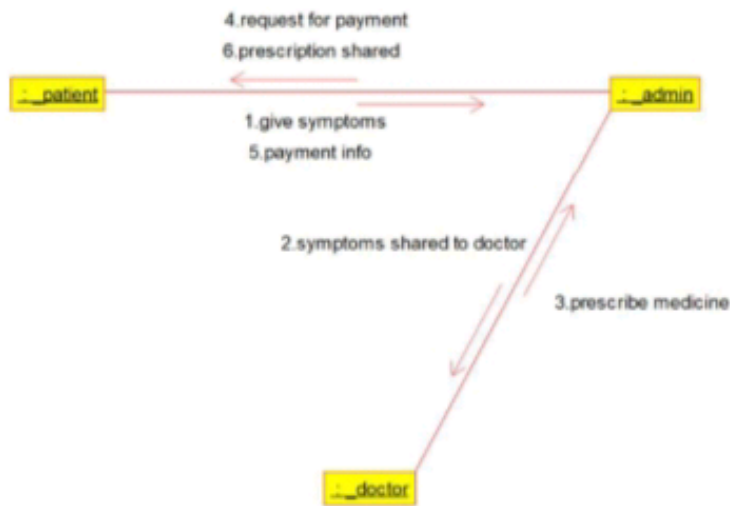 4.request for payment
6.prescription shared
: _patient
: _admin
1.give symptoms
5.payment info
2.symptoms shared to doctor
3.prescribe medicine
: _doctor